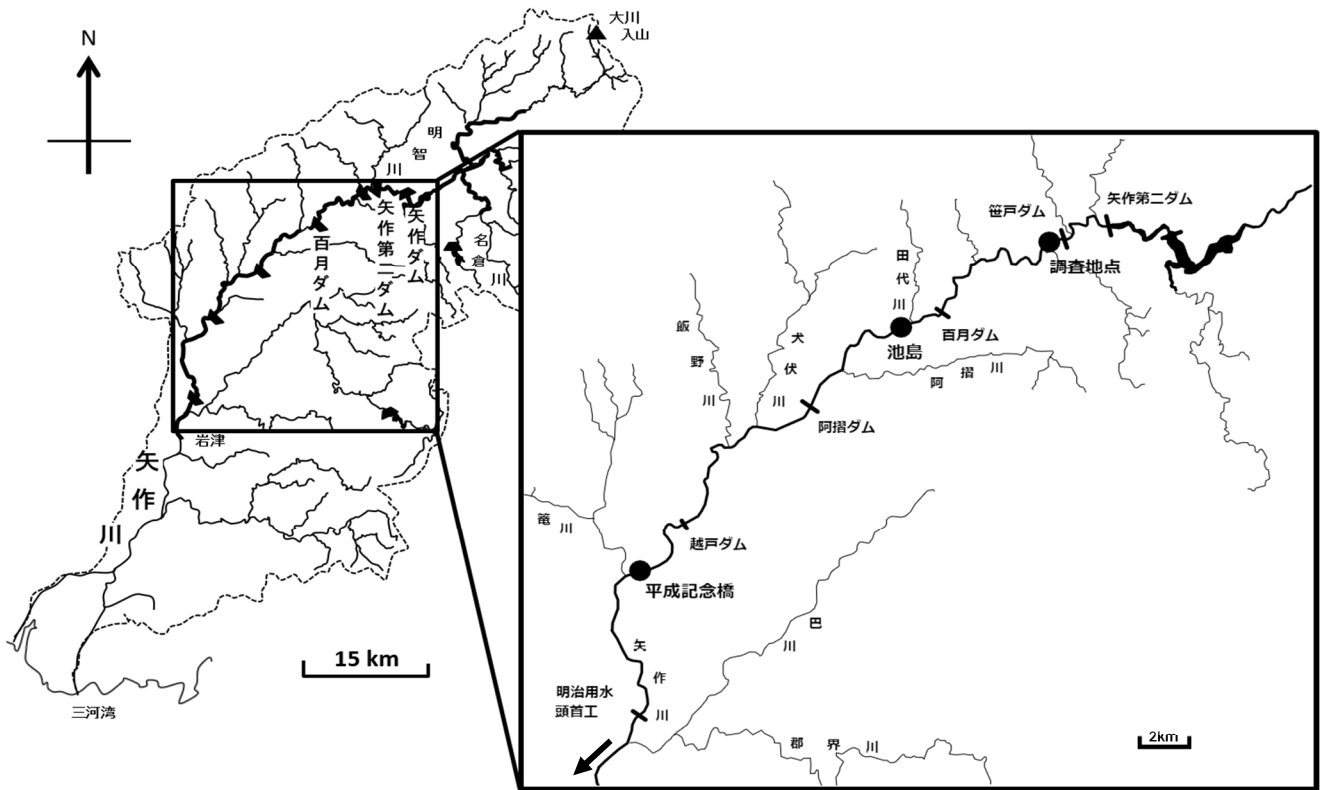 N
大川
入山
明
智
川
矢作ダム
矢作第二ダム
百月ダム
名
倉
川
岩津
矢
作
川
15 km
三河湾
笹戸ダム
矢作第二ダム
調査地点
田
代
川
百月ダム
池島
飯
野
川
犬
伏
川
阿 摺 川
阿摺ダム
篭
川
越戸ダム
平成記念橋
巴
川
矢
作
川
明治用水
頭首工
郡 界 川
2km